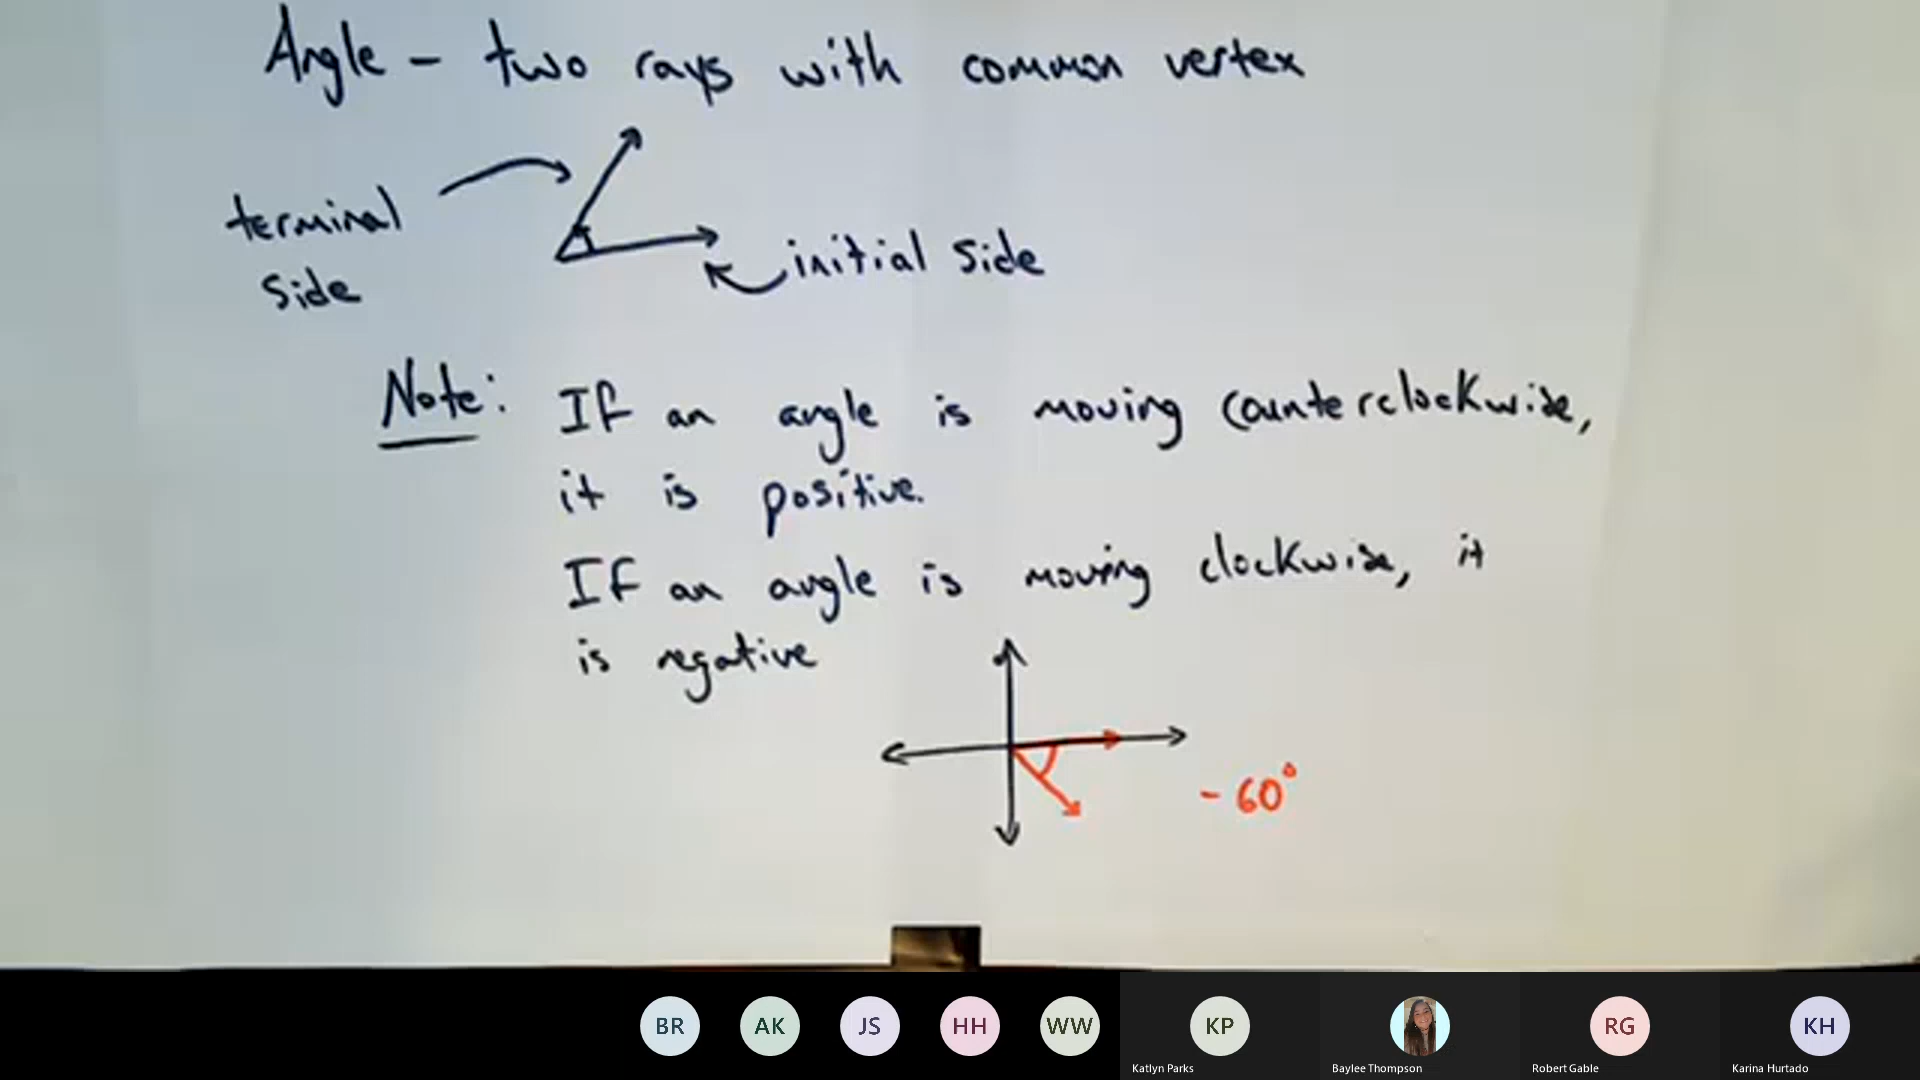 Angle - two rays with common vertex
terminal
side
initial side
Note: If an angle is moving counterclockwise,
it is positive.
If an angle is moving clockwise, it
is negative
- 60°
BR AK JS HH WW KP RG KH
Katlyn Parks Baylee Thompson Robert Gable Karina Hurtado